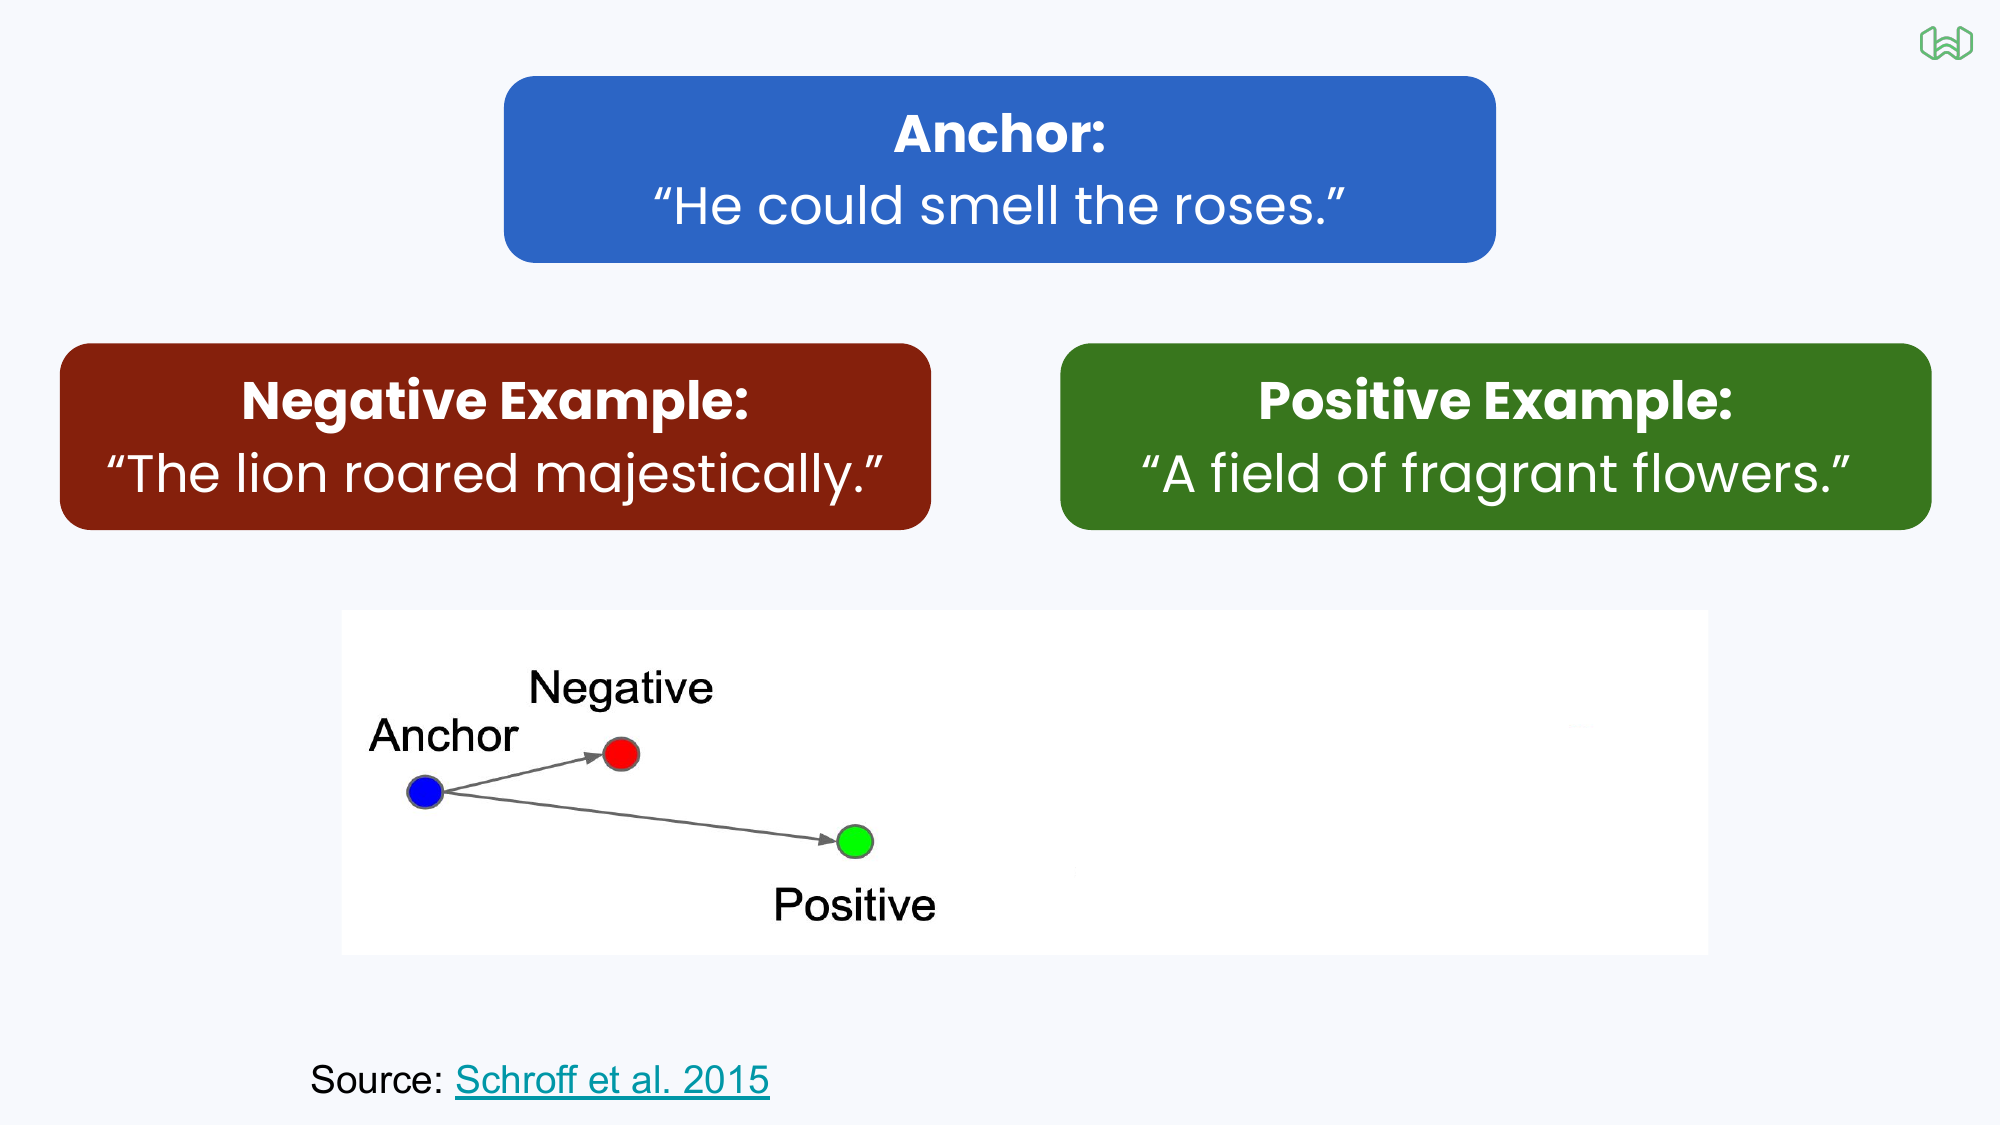 Anchor:
“He could smell the roses.”
Negative Example:
“The lion roared majestically.”
Positive Example:
“A field of fragrant flowers.”
Negative
Anchor
Positive
Source: Schroff et al. 2015